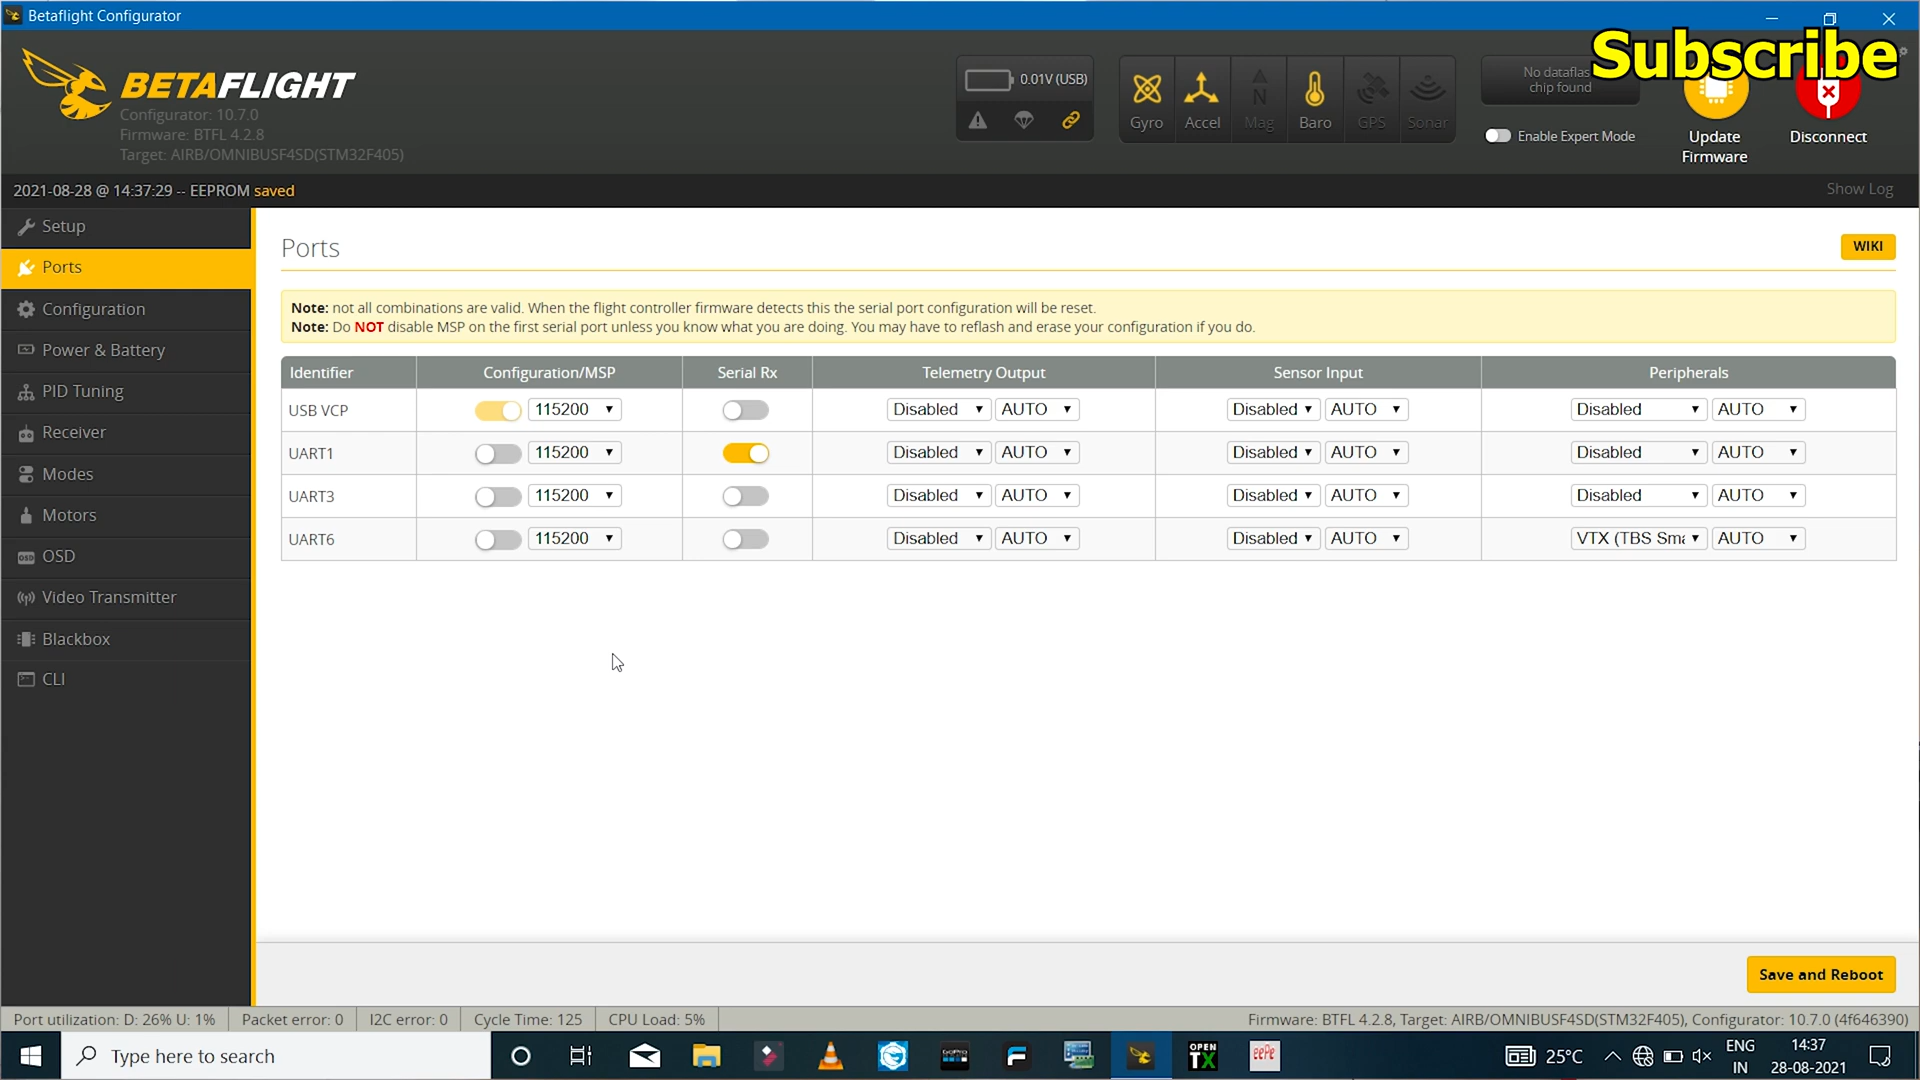 Betaflight Configurator
Subscribe
BETAFLIGHT
Configurator: 10.7.0
Firmware: BTFL 4.2.8
Target: AIRB/OMNIBUSF4SD(STM32F405)
0.01V (USB)
Gyro
Accel
N
Mag
Baro
GPS
Sonar
No dataflas
chip found
Enable Expert Mode
Update
Firmware
Disconnect
2021-08-28 @ 14:37:29 -- EEPROM saved
Show Log
Setup
Ports
Configuration
Power & Battery
PID Tuning
Receiver
Modes
Motors
OSD
Video Transmitter
Blackbox
CLI
Ports
WIKI
Note: not all combinations are valid. When the flight controller firmware detects this the serial port configuration will be reset.
Note: Do NOT disable MSP on the first serial port unless you know what you are doing. You may have to reflash and erase your configuration if you do.
Identifier Configuration/MSP Serial Rx Telemetry Output Sensor Input Peripherals
USB VCP 115200 Disabled AUTO Disabled AUTO Disabled AUTO
UART1 115200 Disabled AUTO Disabled AUTO Disabled AUTO
UART3 115200 Disabled AUTO Disabled AUTO Disabled AUTO
UART6 115200 Disabled AUTO Disabled AUTO VTX (TBS Sma AUTO
Save and Reboot
Port utilization: D: 26% U: 1% Packet error: 0 I2C error: 0 Cycle Time: 125 CPU Load: 5% Firmware: BTFL 4.2.8, Target: AIRB/OMNIBUSF4SD(STM32F405), Configurator: 10.7.0 (4f646390)
Type here to search
GoPro
OPEN
TX
eePe
25°C
ENG
IN
14:37
28-08-2021